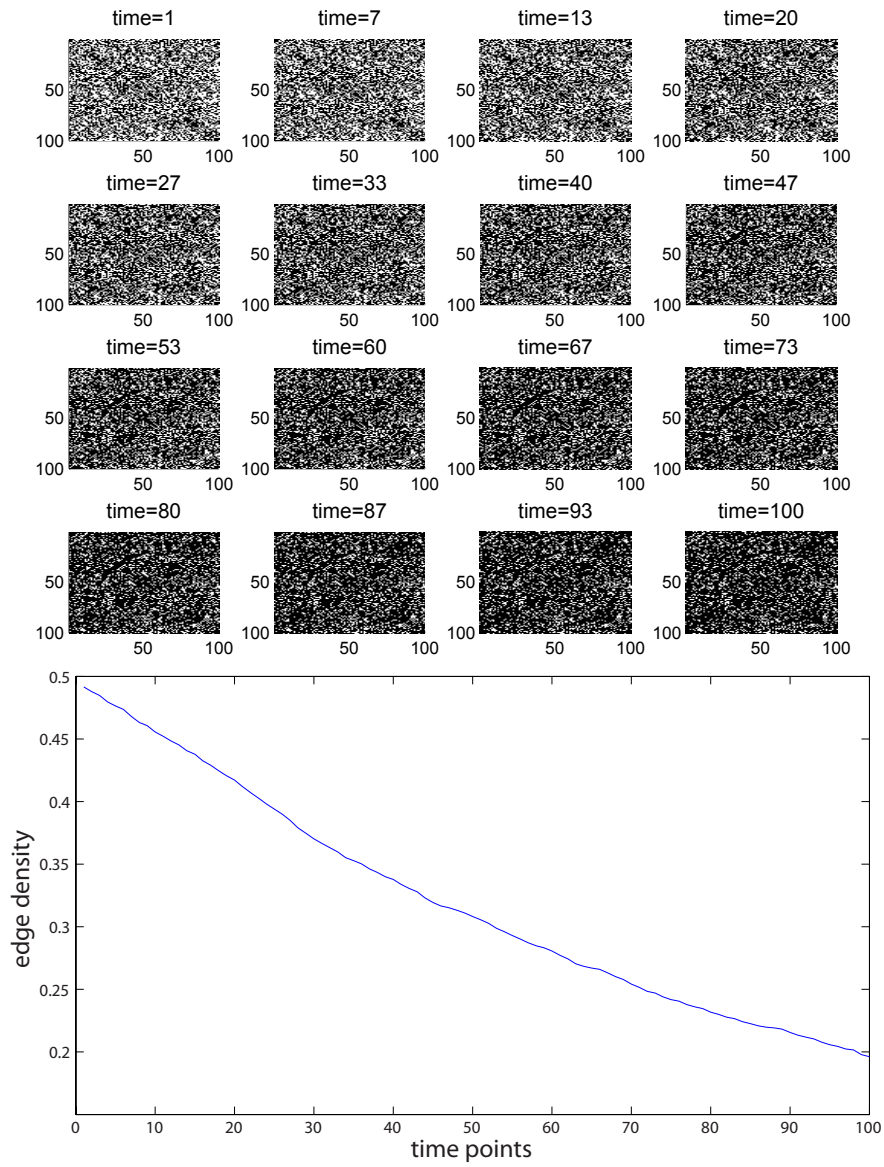 time=1 time=7 time=13 time=20
50 50 50 50
100 100 100 100
50 100 50 100 50 100 50 100
time=27 time=33 time=40 time=47
50 50 50 50
100 100 100 100
50 100 50 100 50 100 50 100
time=53 time=60 time=67 time=73
50 50 50 50
100 100 100 100
50 100 50 100 50 100 50 100
time=80 time=87 time=93 time=100
50 50 50 50
100 100 100 100
50 100 50 100 50 100 50 100
0.5
0.45
0.4
0.35
0.3
0.25
0.2
edge density
0 10 20 30 40 50 60 70 80 90 100
time points